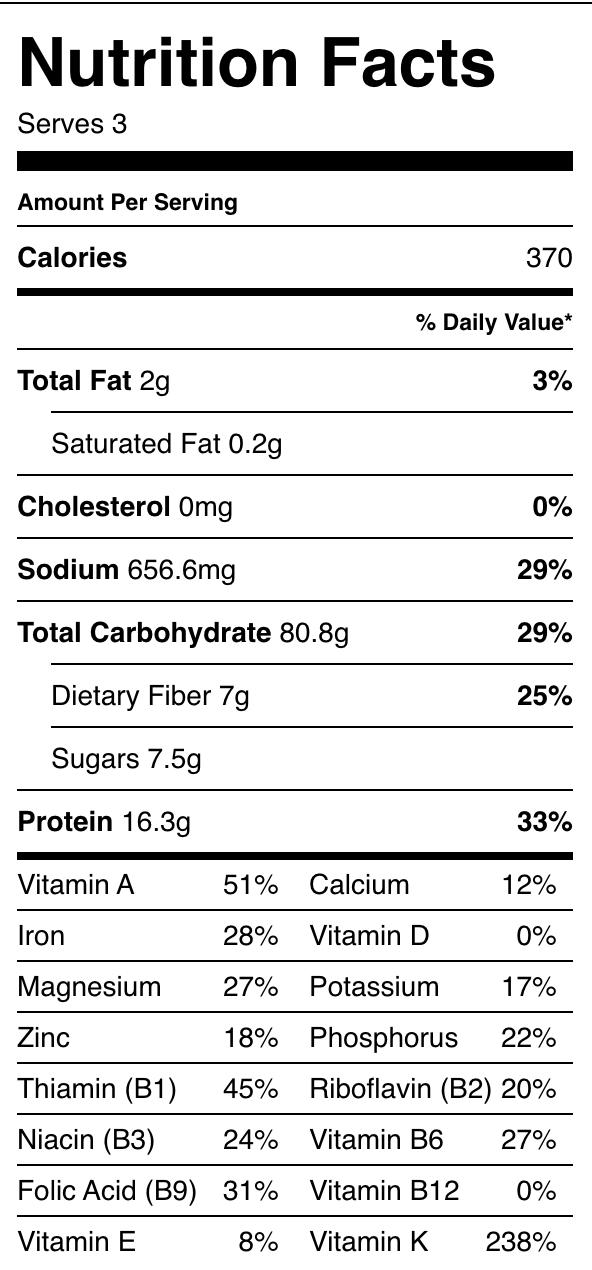 Nutrition Facts
Serves 3
Amount Per Serving
Calories 370
% Daily Value*
Total Fat 2g 3%
Saturated Fat 0.2g
Cholesterol 0mg 0%
Sodium 656.6mg 29%
Total Carbohydrate 80.8g 29%
Dietary Fiber 7g 25%
Sugars 7.5g
Protein 16.3g 33%
Vitamin A 51% Calcium 12%
Iron 28% Vitamin D 0%
Magnesium 27% Potassium 17%
Zinc 18% Phosphorus 22%
Thiamin (B1) 45% Riboflavin (B2) 20%
Niacin (B3) 24% Vitamin B6 27%
Folic Acid (B9) 31% Vitamin B12 0%
Vitamin E 8% Vitamin K 238%